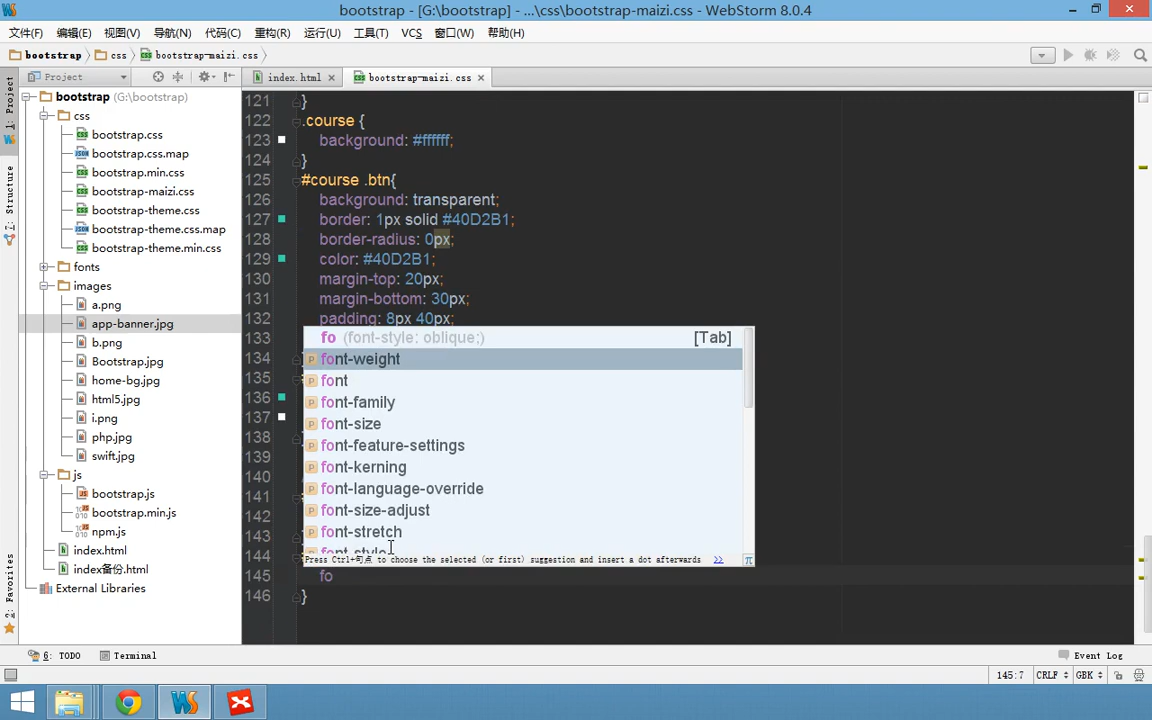 bootstrap - [G:\bootstrap] - ...\css\bootstrap-maizi.css - WebStorm 8.0.4
文件(F) 编辑(E) 视图(V) 导航(N) 代码(C) 重构(R) 运行(U) 工具(T) VCS 窗口(W) 帮助(H)
bootstrap css bootstrap-maizi.css
Project
index.html
bootstrap-maizi.css
1: Project
7: Structure
2: Favorites
bootstrap (G:\bootstrap)
css
bootstrap.css
bootstrap.css.map
bootstrap.min.css
bootstrap-maizi.css
bootstrap-theme.css
bootstrap-theme.css.map
bootstrap-theme.min.css
fonts
images
a.png
app-banner.jpg
b.png
Bootstrap.jpg
home-bg.jpg
html5.jpg
i.png
php.jpg
swift.jpg
js
bootstrap.js
bootstrap.min.js
npm.js
index.html
index备份.html
External Libraries
121 }
122 .course {
123 background: #ffffff;
124 }
125 #course .btn{
126 background: transparent;
127 border: 1px solid #40D2B1;
128 border-radius: 0px;
129 color: #40D2B1;
130 margin-top: 20px;
131 margin-bottom: 30px;
132 padding: 8px 40px;
133
134
135
136
137
138
139
140
141
142
143
144
145 fo
146 }
fo (font-style: oblique;) [Tab]
font-weight
font
font-family
font-size
font-feature-settings
font-kerning
font-language-override
font-size-adjust
font-stretch
font-style
Press Ctrl+句点 to choose the selected (or first) suggestion and insert a dot afterwards >> π
6: TODO Terminal Event Log
145:7 CRLF GBK